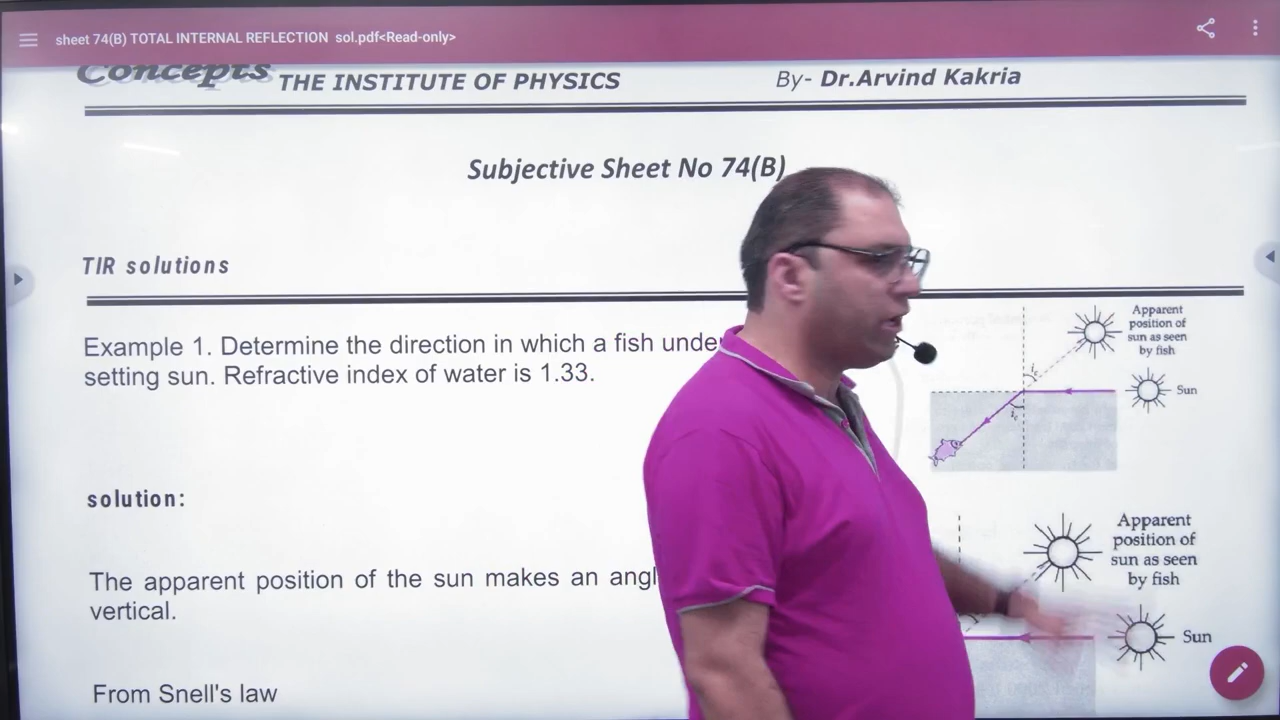 sheet 74(B) TOTAL INTERNAL REFLECTION sol.pdf<Read-only>
Concepts THE INSTITUTE OF PHYSICS By- Dr.Arvind Kakria
Subjective Sheet No 74(B)
TIR solutions
Example 1. Determine the direction in which a fish unde
setting sun. Refractive index of water is 1.33.
Apparent
position of
sun as seen
by fish
Sun
i_c
i_c
solution:
The apparent position of the sun makes an angl
vertical.
From Snell's law
Apparent
position of
sun as seen
by fish
Sun